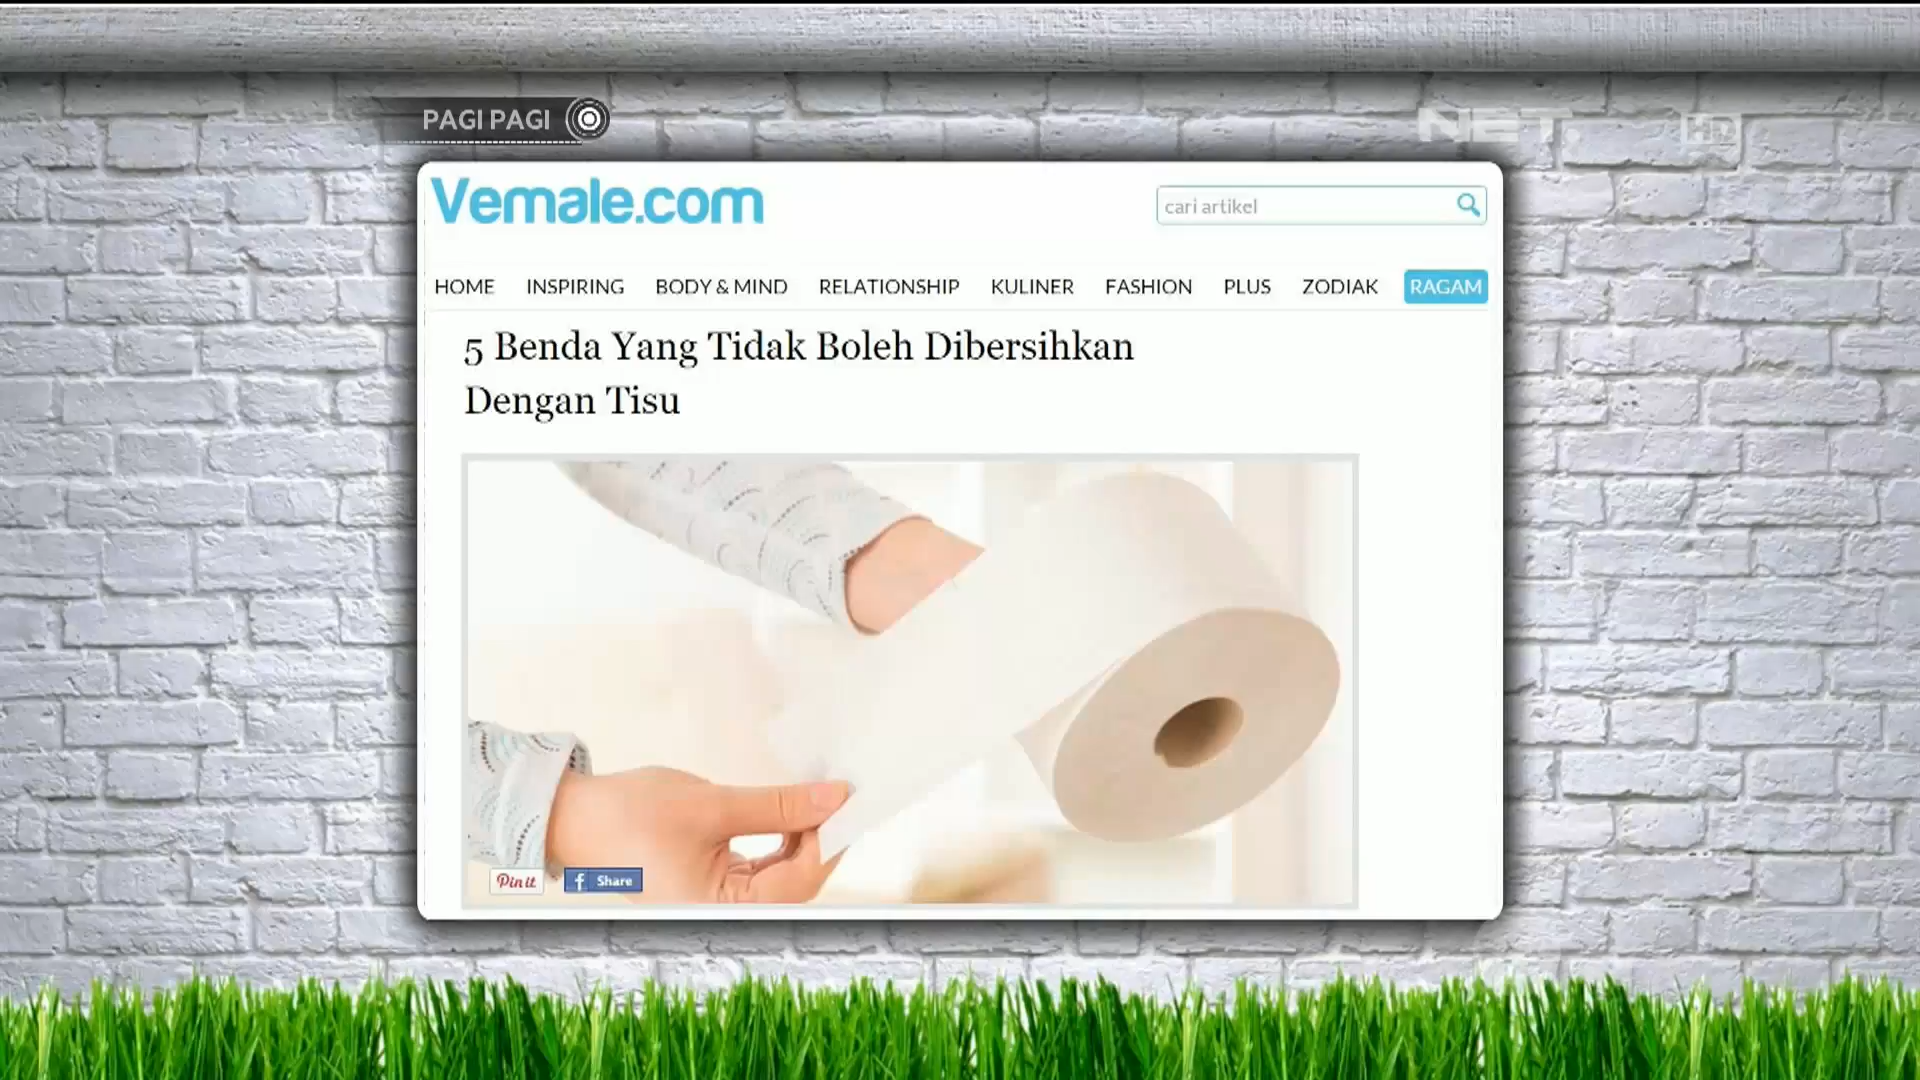 PAGI PAGI
NET.
HD
Vemale.com
cari artikel
HOME INSPIRING BODY & MIND RELATIONSHIP KULINER FASHION PLUS ZODIAK RAGAM
5 Benda Yang Tidak Boleh Dibersihkan
Dengan Tisu
Pin it
f Share